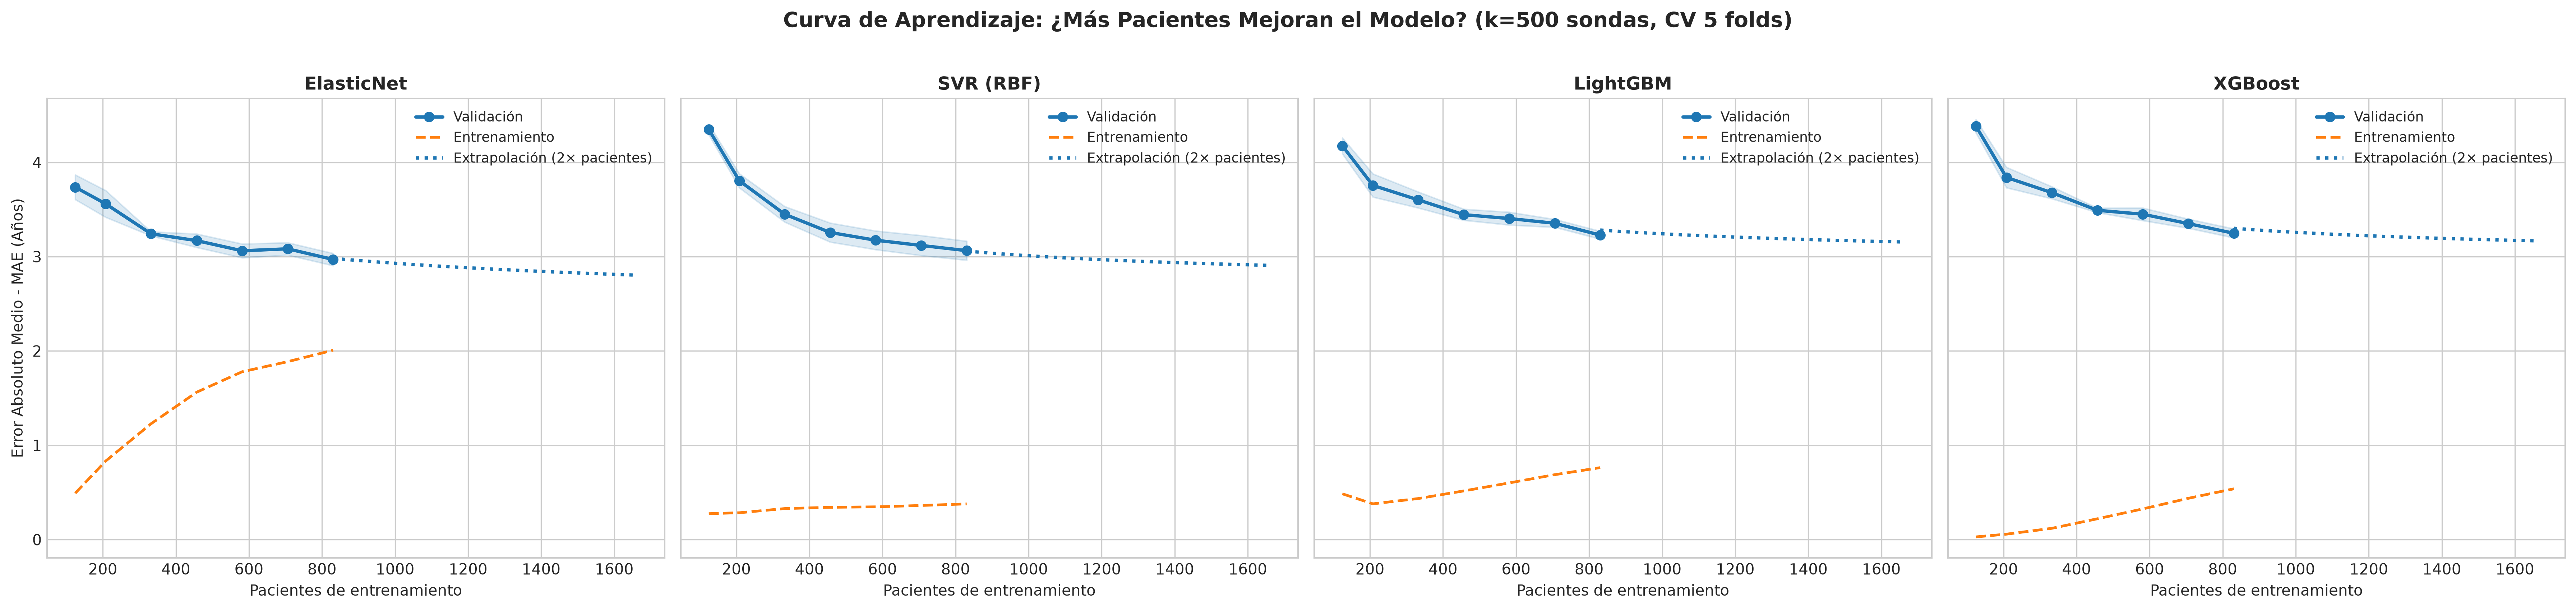 Curva de Aprendizaje: ¿Más Pacientes Mejoran el Modelo? (k=500 sondas, CV 5 folds)
ElasticNet
Validación
Entrenamiento
Extrapolación (2× pacientes)
Error Absoluto Medio - MAE (Años)
4
3
2
1
0
200 400 600 800 1000 1200 1400 1600
Pacientes de entrenamiento
SVR (RBF)
Validación
Entrenamiento
Extrapolación (2× pacientes)
200 400 600 800 1000 1200 1400 1600
Pacientes de entrenamiento
LightGBM
Validación
Entrenamiento
Extrapolación (2× pacientes)
200 400 600 800 1000 1200 1400 1600
Pacientes de entrenamiento
XGBoost
Validación
Entrenamiento
Extrapolación (2× pacientes)
200 400 600 800 1000 1200 1400 1600
Pacientes de entrenamiento